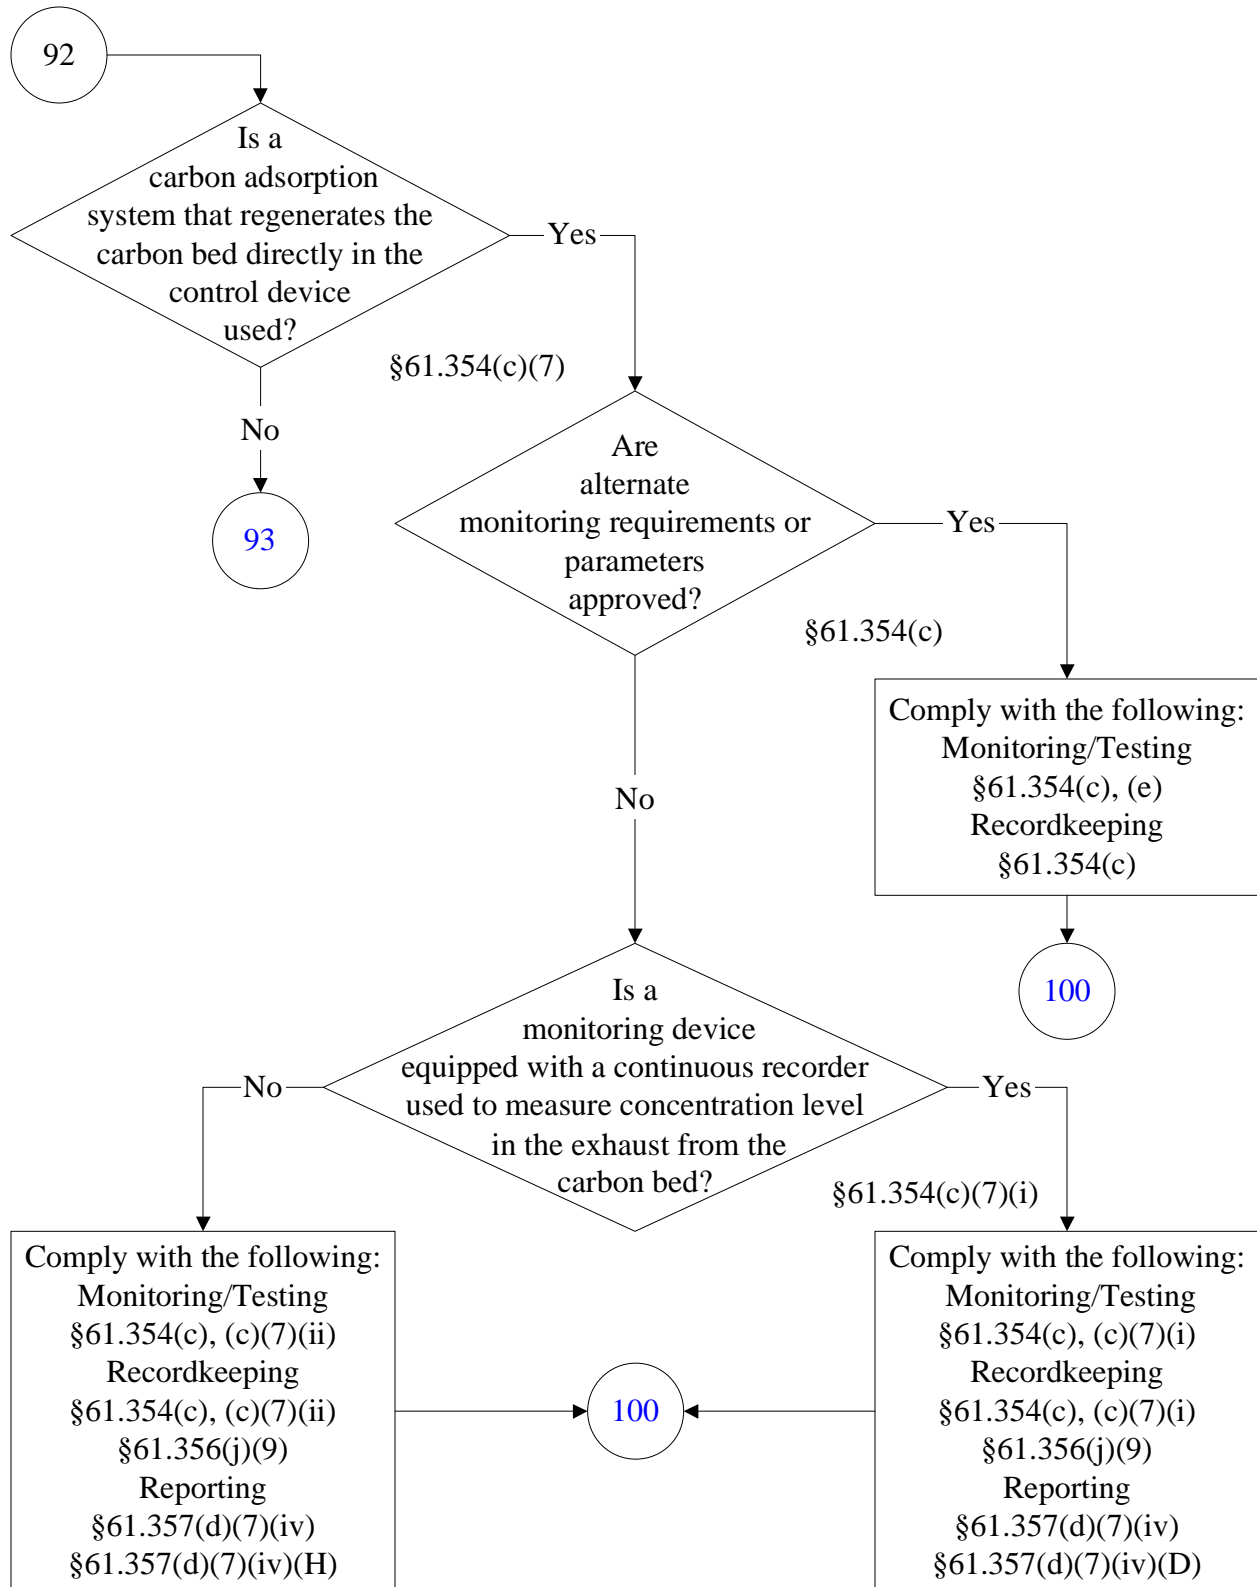 92
Is a
carbon adsorption
system that regenerates the
carbon bed directly in the
control device
used?
Yes
§61.354(c)(7)
No
93
Are
alternate
monitoring requirements or
parameters
approved?
Yes
§61.354(c)
Comply with the following:
Monitoring/Testing
§61.354(c), (e)
Recordkeeping
§61.354(c)
100
No
Is a
monitoring device
equipped with a continuous recorder
used to measure concentration level
in the exhaust from the
carbon bed?
No
Yes
§61.354(c)(7)(i)
Comply with the following:
Monitoring/Testing
§61.354(c), (c)(7)(ii)
Recordkeeping
§61.354(c), (c)(7)(ii)
§61.356(j)(9)
Reporting
§61.357(d)(7)(iv)
§61.357(d)(7)(iv)(H)
100
Comply with the following:
Monitoring/Testing
§61.354(c), (c)(7)(i)
Recordkeeping
§61.354(c), (c)(7)(i)
§61.356(j)(9)
Reporting
§61.357(d)(7)(iv)
§61.357(d)(7)(iv)(D)